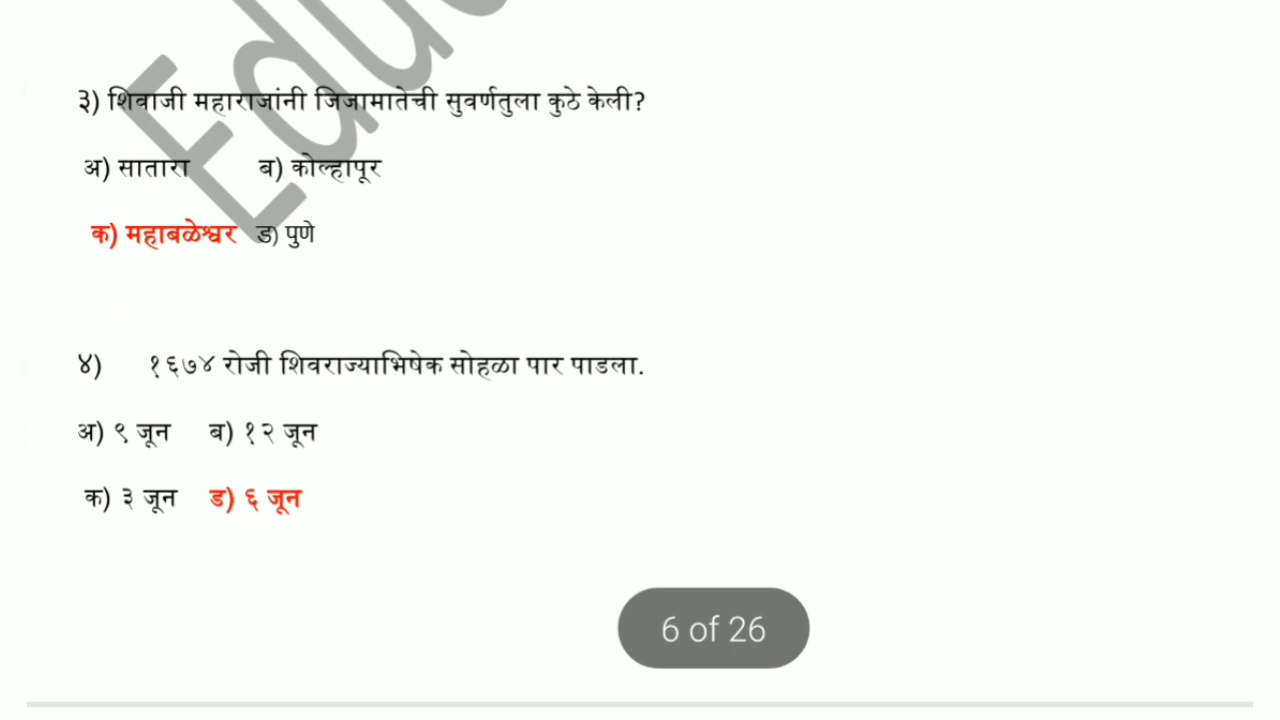 Edu
३) शिवाजी महाराजांनी जिजामातेची सुवर्णतुला कुठे केली?
अ) सातारा ब) कोल्हापूर
क) महाबळेश्वर ड) पुणे
४) १६७४ रोजी शिवराज्याभिषेक सोहळा पार पाडला.
अ) ९ जून ब) १२ जून
क) ३ जून ड) ६ जून
6 of 26